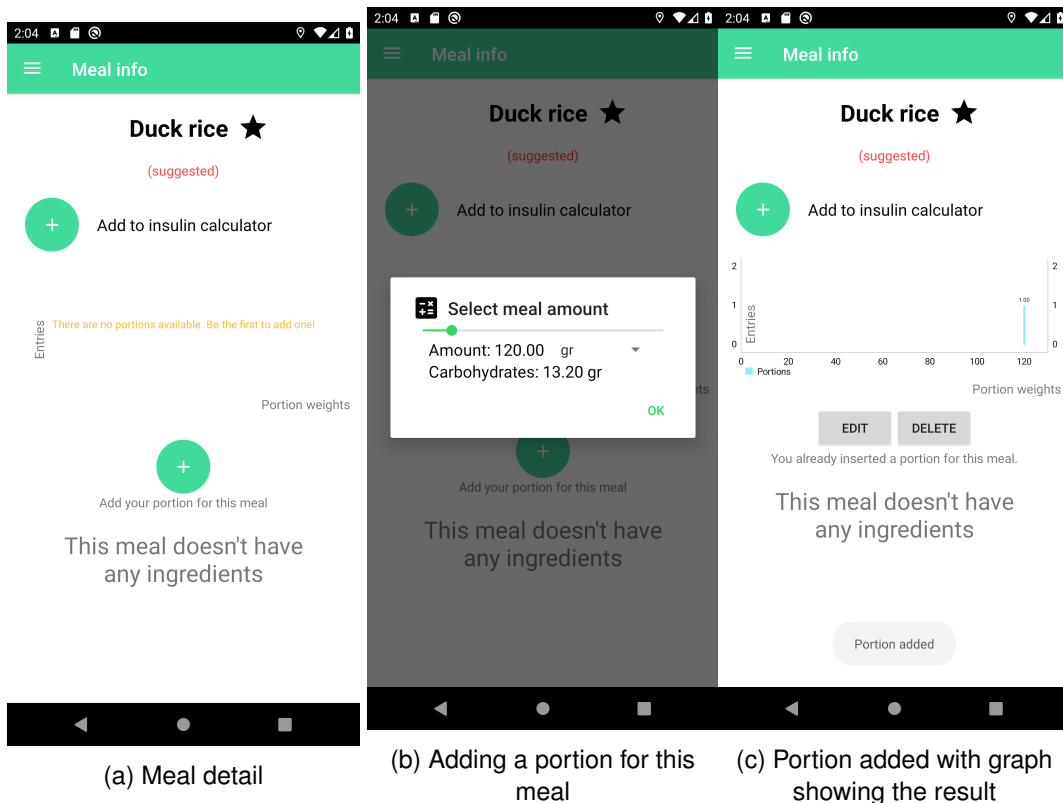 2:04
Meal info
Duck rice
(suggested)
+
Add to insulin calculator
There are no portions available. Be the first to add one!
Entries
Portion weights
+
Add your portion for this meal
This meal doesn't have
any ingredients
(a) Meal detail
2:04
Meal info
Duck rice
(suggested)
+
Add to insulin calculator
Select meal amount
Amount: 120.00 gr
Carbohydrates: 13.20 gr
OK
hts
+
Add your portion for this meal
This meal doesn't have
any ingredients
(b) Adding a portion for this
meal
2:04
Meal info
Duck rice
(suggested)
+
Add to insulin calculator
2 2
1.00
1 1
Entries
0 0
0 20 40 60 80 100 120
Portions
Portion weights
EDIT DELETE
You already inserted a portion for this meal.
This meal doesn't have
any ingredients
Portion added
(c) Portion added with graph
showing the result